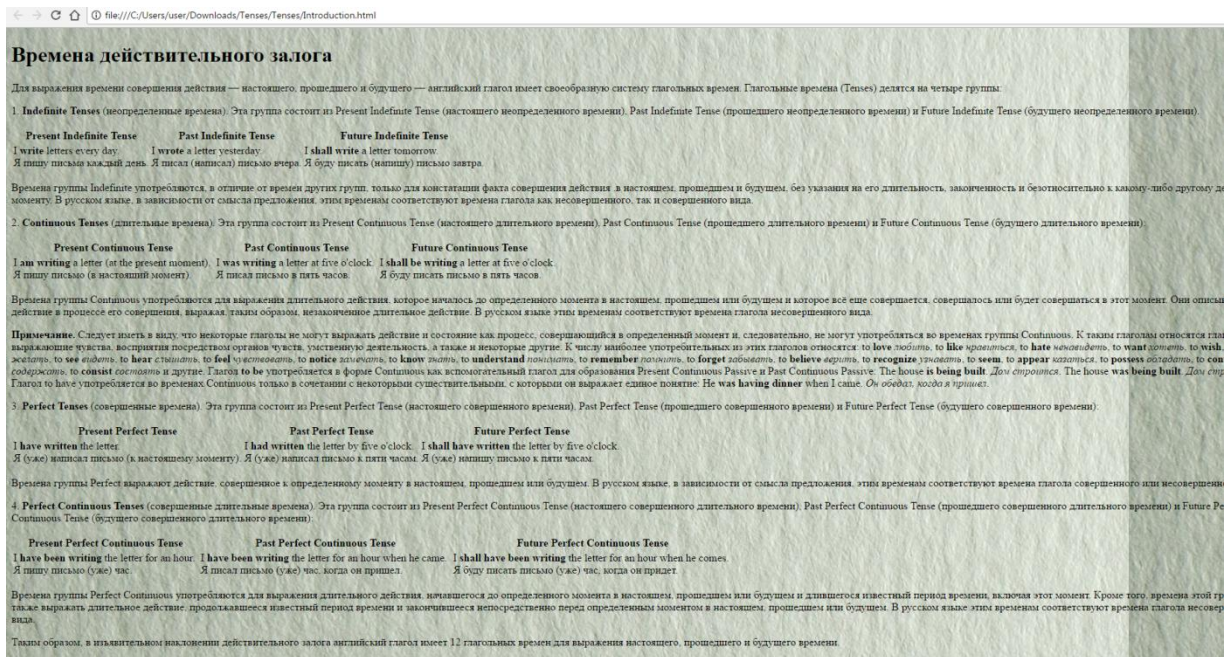 file:///C:/Users/user/Downloads/Tenses/Tenses/Introduction.html
Времена действительного залога
Для выражения времени совершения действия — настоящего, прошедшего и будущего — английский глагол имеет своеобразную систему глагольных времен. Глагольные времена (Tenses) делятся на четыре группы:
1. Indefinite Tenses (неопределенные времена). Эта группа состоит из Present Indefinite Tense (настоящего неопределенного времени), Past Indefinite Tense (прошедшего неопределенного времени) и Future Indefinite Tense (будущего неопределенного времени).
Present Indefinite Tense Past Indefinite Tense Future Indefinite Tense
I write letters every day. I wrote a letter yesterday. I shall write a letter tomorrow.
Я пишу письма каждый день. Я писал (написал) письмо вчера. Я буду писать (напишу) письмо завтра.
Времена группы Indefinite употребляются, в отличие от времен других групп, только для констатации факта совершения действия .в настоящем, прошедшем и будущем, без указания на его длительность, законченность и безотносительно к какому-либо другому
моменту. В русском языке, в зависимости от смысла предложения, этим временам соответствуют времена глагола как несовершенного, так и совершенного вида.
2. Continuous Tenses (длительные времена). Эта группа состоит из Present Continuous Tense (настоящего длительного времени), Past Continuous Tense (прошедшего длительного времени) и Future Continuous Tense (будущего длительного времени):
Present Continuous Tense Past Continuous Tense Future Continuous Tense
I am writing a letter (at the present moment). I was writing a letter at five o'clock. I shall be writing a letter at five o'clock.
Я пишу письмо (в настоящий момент). Я писал письмо в пять часов. Я буду писать письмо в пять часов.
Времена группы Continuous употребляются для выражения длительного действия, которое началось до определенного момента в настоящем, прошедшем или будущем и которое всё еще совершается, совершалось или будет совершаться в этот момент. Они
действие в процессе его совершения, выражая, таким образом, незаконченное длительное действие. В русском языке этим временам соответствуют времена глагола несовершенного вида.
Примечание. Следует иметь в виду, что некоторые глаголы не могут выражать действие и состояние как процесс, совершающийся в определенный момент и, следовательно, не могут употребляться во временах группы Continuous. К таким глаголам относятся
выражающие чувства, восприятия посредством органов чувств, умственную деятельность, а также и некоторые другие. К числу наиболее употребительных из этих глаголов относятся: to love любить, to like нравиться, to hate ненавидеть, to want хотеть, to wish,
желать, to see видеть, to hear слышать, to feel чувствовать, to notice замечать, to know знать, to understand понимать, to remember помнить, to forget забывать, to believe верить, to recognize узнавать, to seem, to appear казаться, to possess обладать, to
содержать, to consist состоять и другие. Глагол to be употребляется в форме Continuous как вспомогательный глагол для образования Present Continuous Passive и Past Continuous Passive: The house is being built. Дом строится. The house was being built. Дом
Глагол to have употребляется во временах Continuous только в сочетании с некоторыми существительными, с которыми он выражает единое понятие: He was having dinner when I came. Он обедал, когда я пришел.
3. Perfect Tenses (совершенные времена). Эта группа состоит из Present Perfect Tense (настоящего совершенного времени), Past Perfect Tense (прошедшего совершенного времени) и Future Perfect Tense (будущего совершенного времени):
Present Perfect Tense Past Perfect Tense Future Perfect Tense
I have written the letter. I had written the letter by five o'clock. I shall have written the letter by five o'clock.
Я (уже) написал письмо (к настоящему моменту). Я (уже) написал письмо к пяти часам. Я (уже) напишу письмо к пяти часам.
Времена группы Perfect выражают действие, совершенное к определенному моменту в настоящем, прошедшем или будущем. В русском языке, в зависимости от смысла предложения, этим временам соответствуют времена глагола совершенного или
4. Perfect Continuous Tenses (совершенные длительные времена). Эта группа состоит из Present Perfect Continuous Tense (настоящего совершенного длительного времени), Past Perfect Continuous Tense (прошедшего совершенного длительного времени) и Future
Continuous Tense (будущего совершенного длительного времени):
Present Perfect Continuous Tense Past Perfect Continuous Tense Future Perfect Continuous Tense
I have been writing the letter for an hour. I have been writing the letter for an hour when he came. I shall have been writing the letter for an hour when he comes.
Я пишу письмо (уже) час. Я писал письмо (уже) час, когда он пришел. Я буду писать письмо (уже) час, когда он придет.
Времена группы Perfect Continuous употребляются для выражения длительного действия, начавшегося до определенного момента в настоящем, прошедшем или будущем и длившегося известный период времени, включая этот момент. Кроме того, времена этой
также выражать длительное действие, продолжавшееся известный период времени и закончившееся непосредственно перед определенным моментом в настоящем, прошедшем или будущем. В русском языке этим временам соответствуют времена глагола
вида.
Таким образом, в изъявительном наклонении действительного залога английский глагол имеет 12 глагольных времен для выражения настоящего, прошедшего и будущего времени.